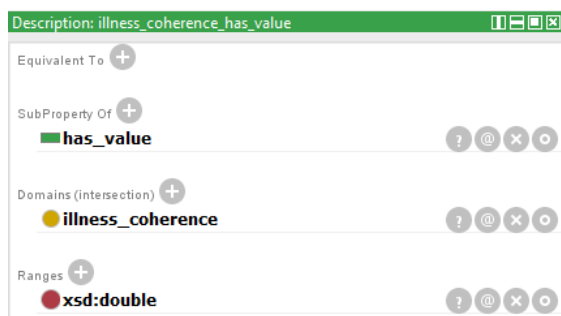 Description: illness_coherence_has_value
Equivalent To +
SubProperty Of +
has_value ? @ × o
Domains (intersection) +
illness_coherence ? @ × o
Ranges +
xsd:double ? @ × o